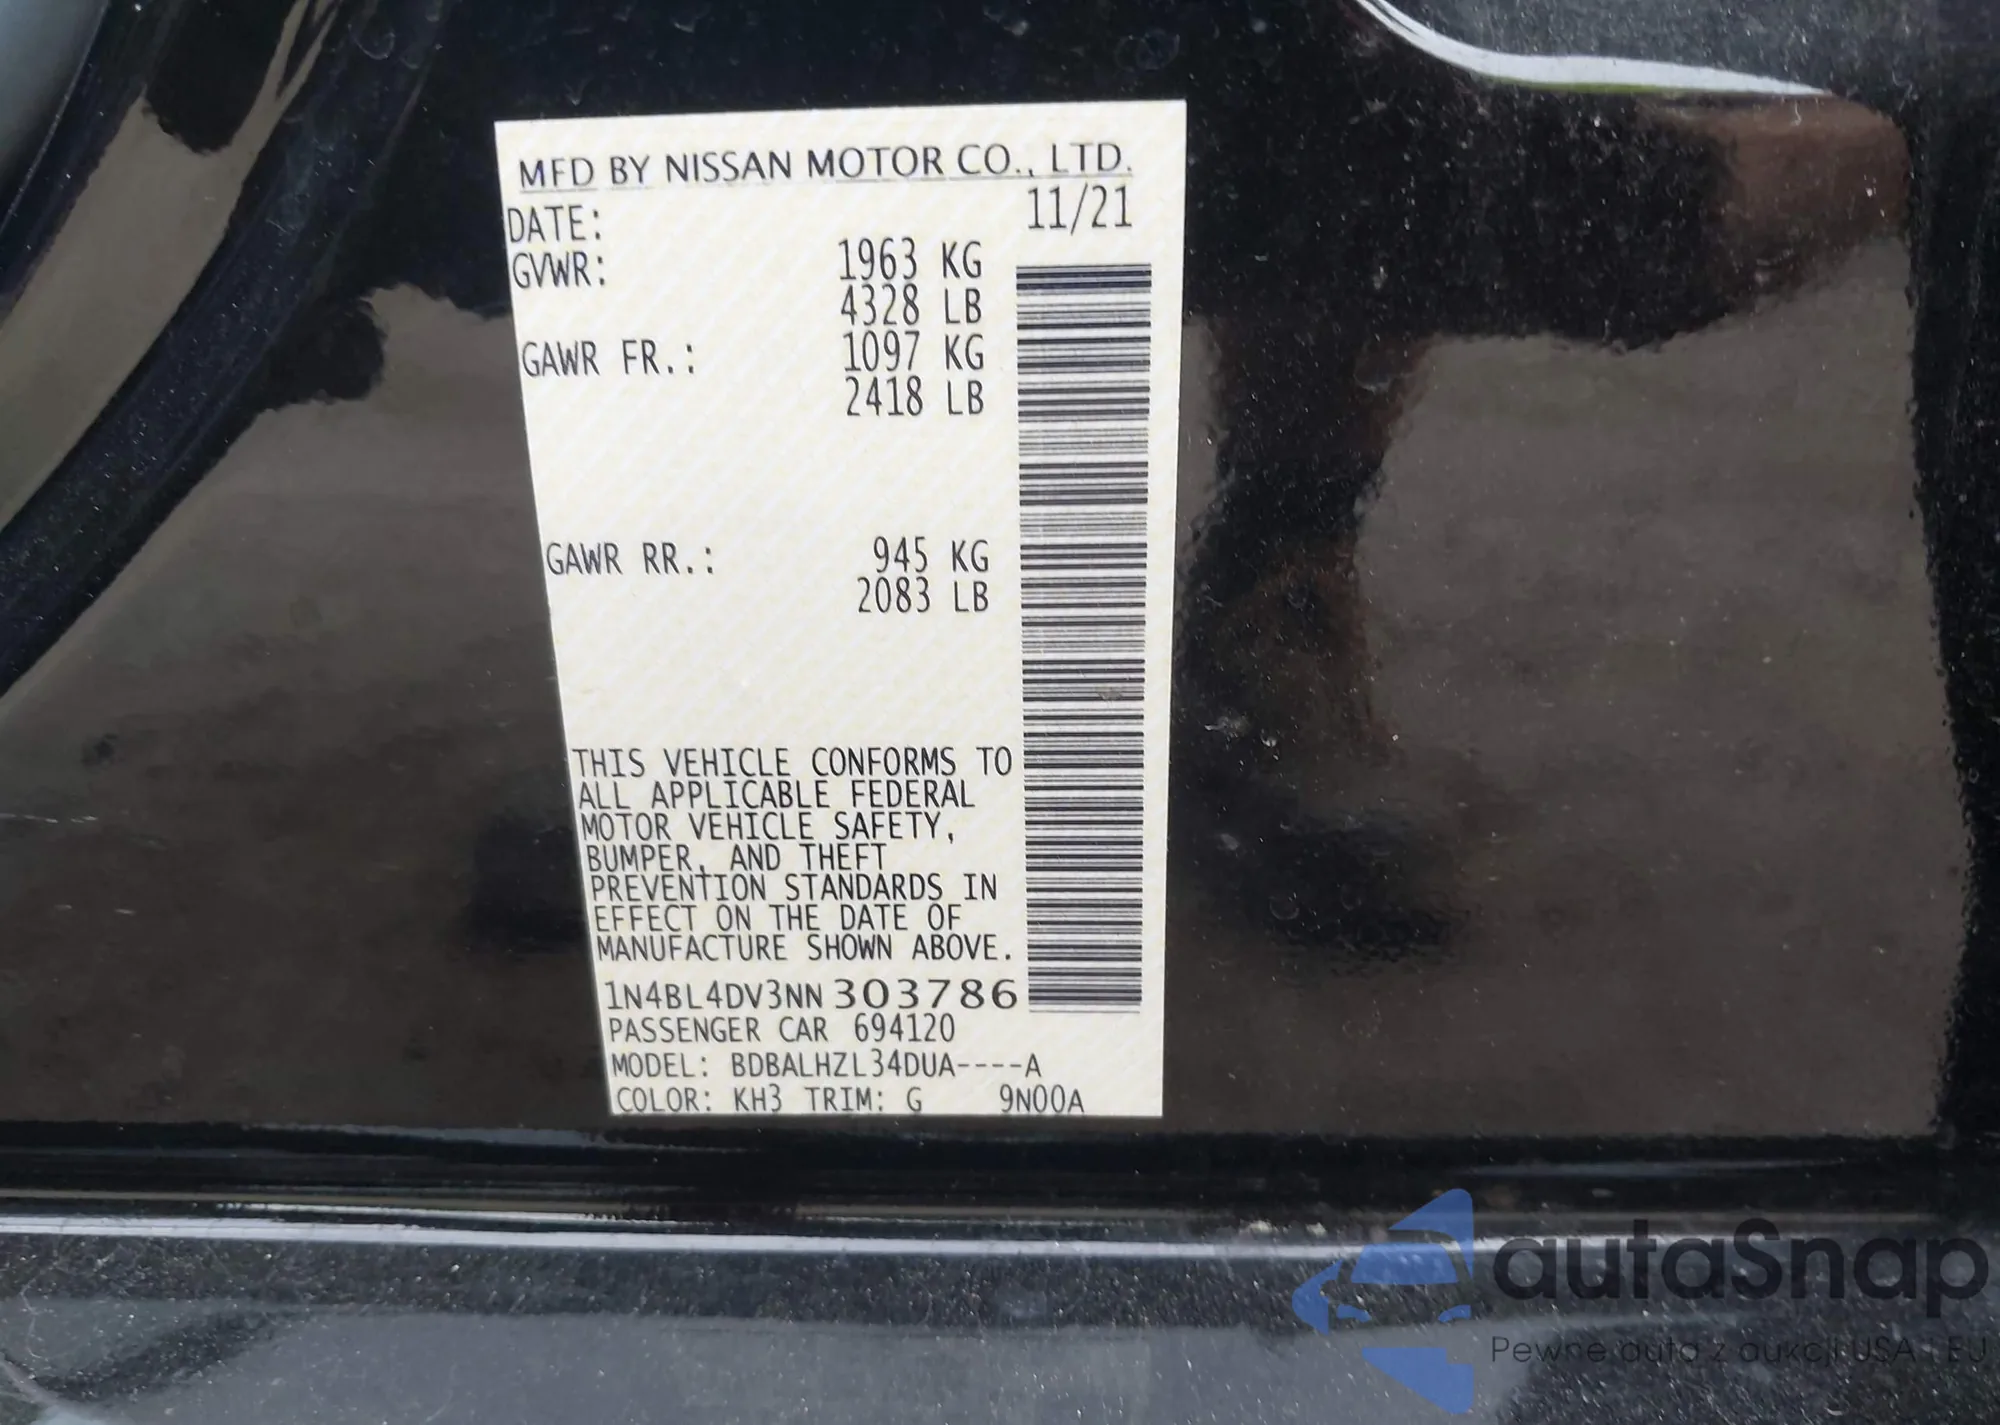 MFD BY NISSAN MOTOR CO., LTD.
DATE: 11/21
GVWR: 1963 KG
4328 LB
GAWR FR.: 1097 KG
2418 LB
GAWR RR.: 945 KG
2083 LB
THIS VEHICLE CONFORMS TO
ALL APPLICABLE FEDERAL
MOTOR VEHICLE SAFETY,
BUMPER, AND THEFT
PREVENTION STANDARDS IN
EFFECT ON THE DATE OF
MANUFACTURE SHOWN ABOVE.
1N4BL4DV3NN303786
PASSENGER CAR 694120
MODEL: BDBALHZL34DUA----A
COLOR: KH3 TRIM: G 9N00A
autaSnap
Pewne auta z aukcji USA i EU